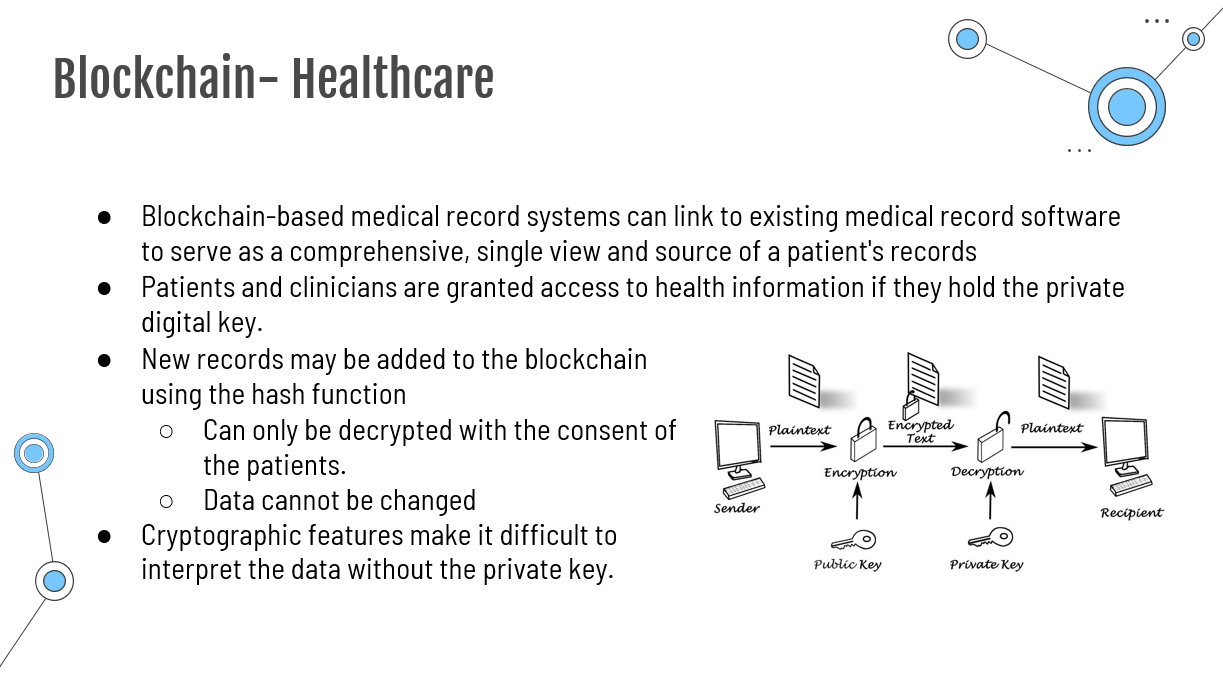 Blockchain- Healthcare
● Blockchain-based medical record systems can link to existing medical record software
to serve as a comprehensive, single view and source of a patient's records
● Patients and clinicians are granted access to health information if they hold the private
digital key.
● New records may be added to the blockchain
using the hash function
○ Can only be decrypted with the consent of
the patients.
○ Data cannot be changed
● Cryptographic features make it difficult to
interpret the data without the private key.
Plaintext
Encrypted
Text
Plaintext
Encryption
Decryption
Sender
Recipient
Public Key
Private Key